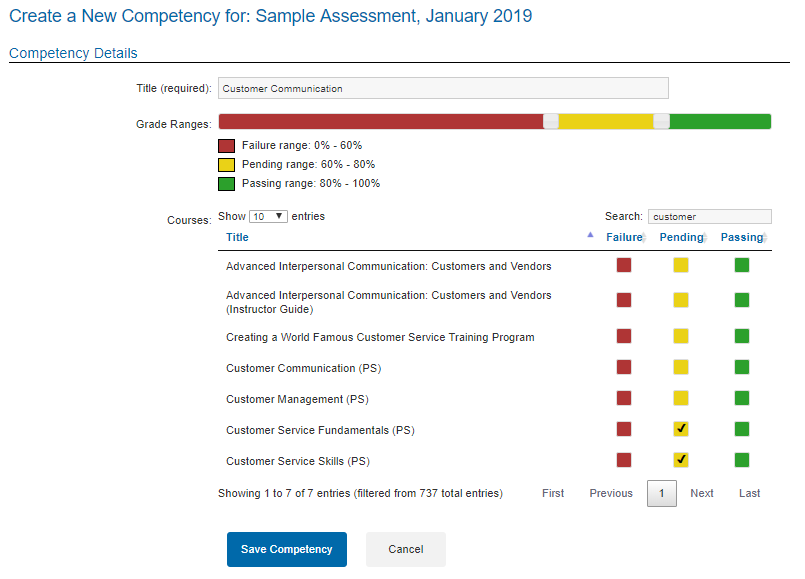 Create a New Competency for: Sample Assessment, January 2019
Competency Details
Title (required): Customer Communication
Grade Ranges:
Failure range: 0% - 60%
Pending range: 60% - 80%
Passing range: 80% - 100%
Courses: Show 10 entries Search: customer
Title Failure Pending Passing
Advanced Interpersonal Communication: Customers and Vendors
Advanced Interpersonal Communication: Customers and Vendors
(Instructor Guide)
Creating a World Famous Customer Service Training Program
Customer Communication (PS)
Customer Management (PS)
Customer Service Fundamentals (PS)
Customer Service Skills (PS)
Showing 1 to 7 of 7 entries (filtered from 737 total entries) First Previous 1 Next Last
Save Competency Cancel